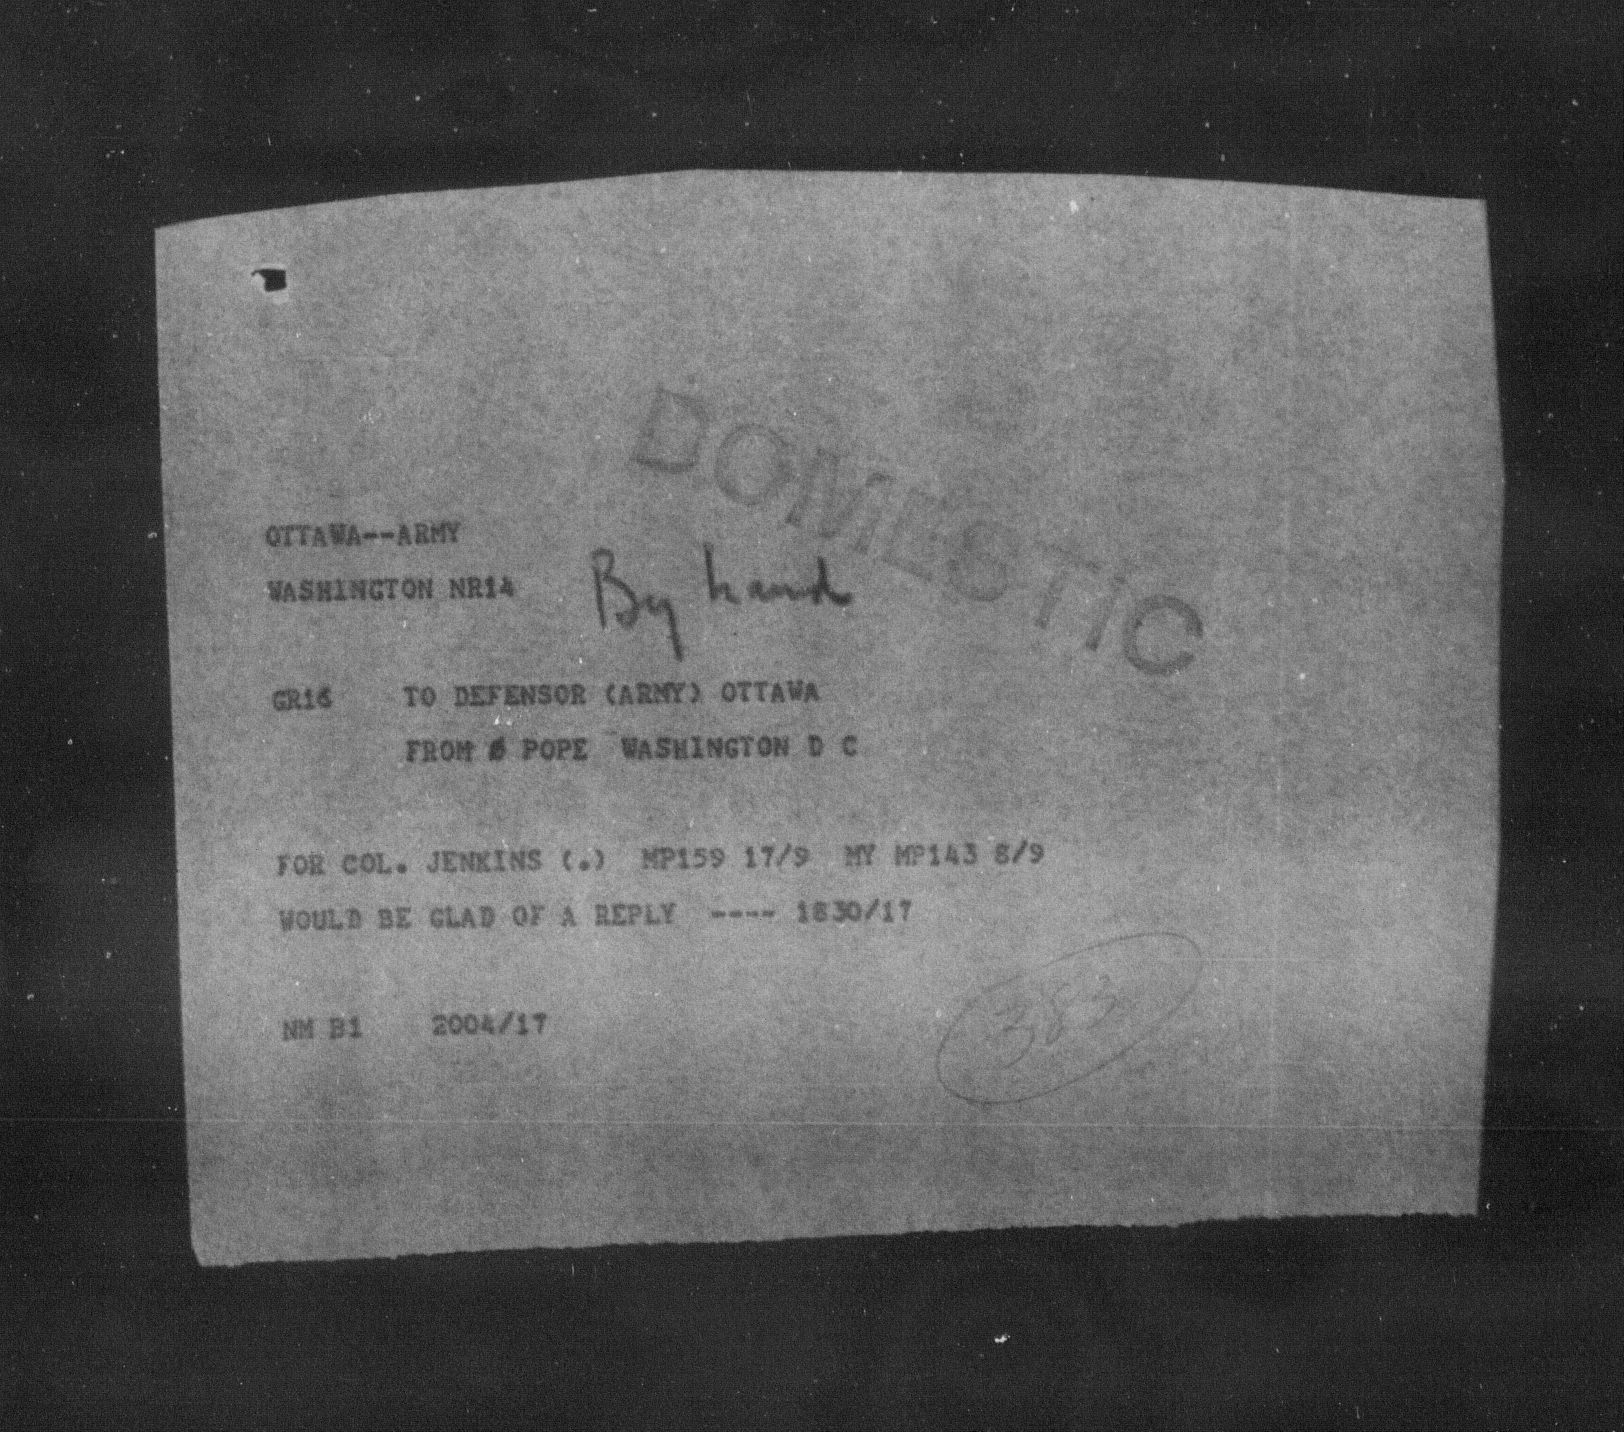 DOMESTIC
OTTAWA--ARMY
WASHINGTON NR14
By hand
GR16 TO DEFENSOR (ARMY) OTTAWA
FROM POPE WASHINGTON D C
FOR COL. JENKINS (.) MP159 17/9 MY MP143 8/9
WOULD BE GLAD OF A REPLY ---- 1830/17
NM B1 2004/17
383